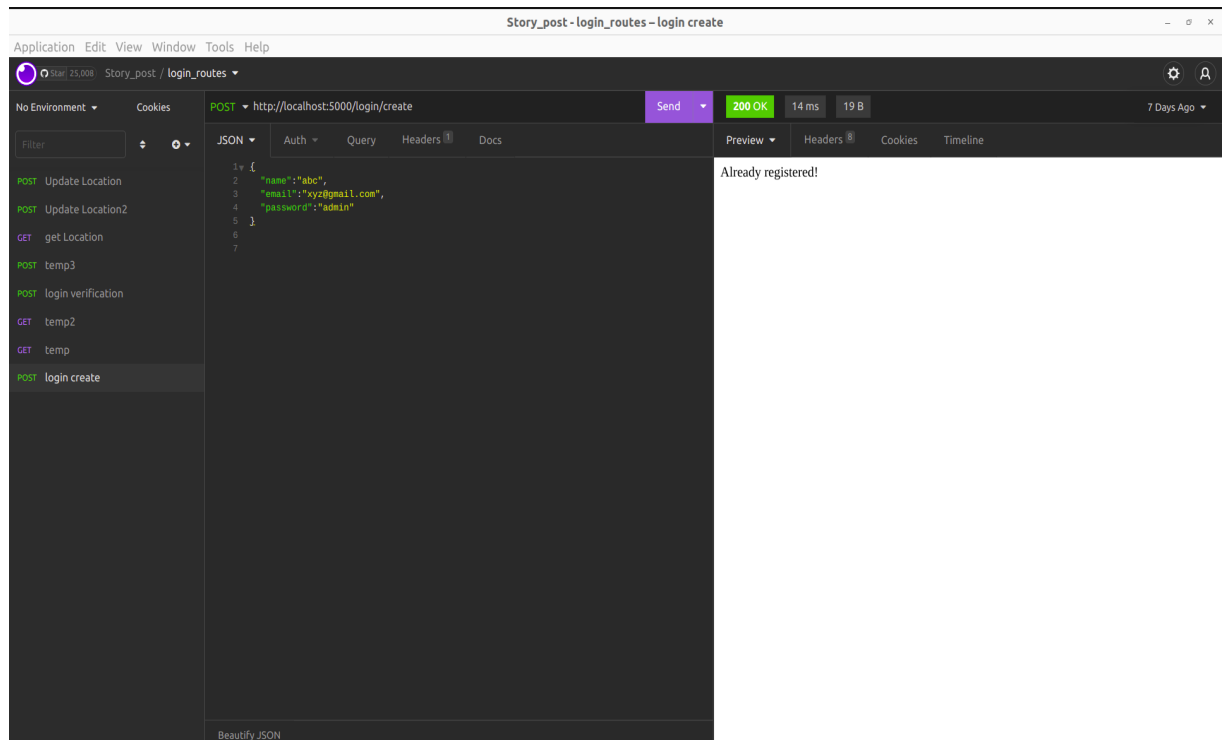 Story_post - login_routes – login create
Application Edit View Window Tools Help
Star 25,008 Story_post / login_routes
No Environment Cookies POST http://localhost:5000/login/create Send 200 OK 14 ms 19 B 7 Days Ago
Filter JSON Auth Query Headers 1 Docs Preview Headers 8 Cookies Timeline
1 {
2 "name":"abc",
3 "email":"xyz@gmail.com",
4 "password":"admin"
5 }
6
7
Already registered!
POST Update Location
POST Update Location2
GET get Location
POST temp3
POST login verification
GET temp2
GET temp
POST login create
Beautify JSON